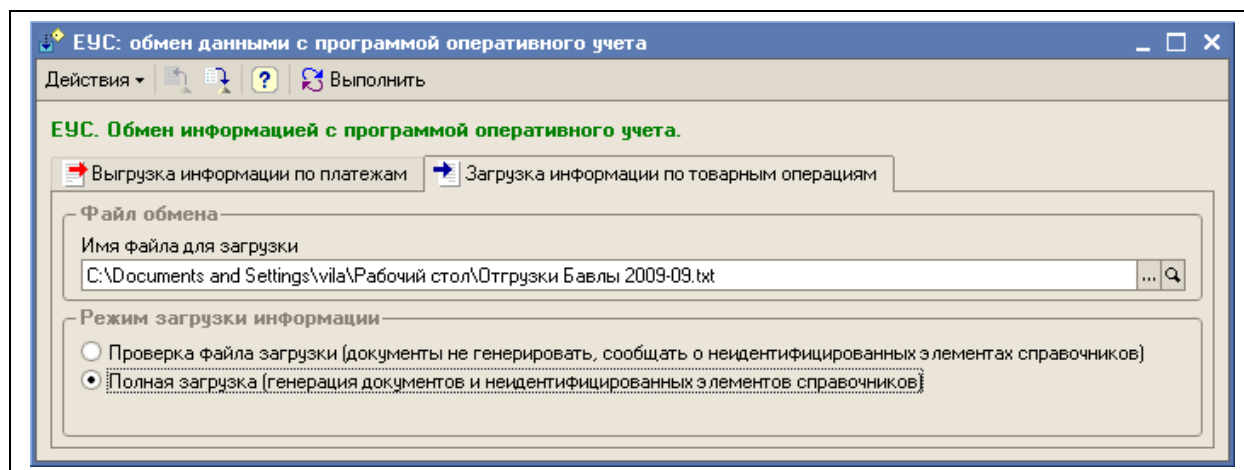 ЕУС: обмен данными с программой оперативного учета
Действия ? Выполнить
ЕУС. Обмен информацией с программой оперативного учета.
Выгрузка информации по платежам Загрузка информации по товарным операциям
Файл обмена
Имя файла для загрузки
C:\Documents and Settings\vila\Рабочий стол\Отгрузки Бавлы 2009-09.txt ...
Режим загрузки информации
Проверка файла загрузки (документы не генерировать, сообщать о неидентифицированных элементах справочников)
Полная загрузка (генерация документов и неидентифицированных элементов справочников)